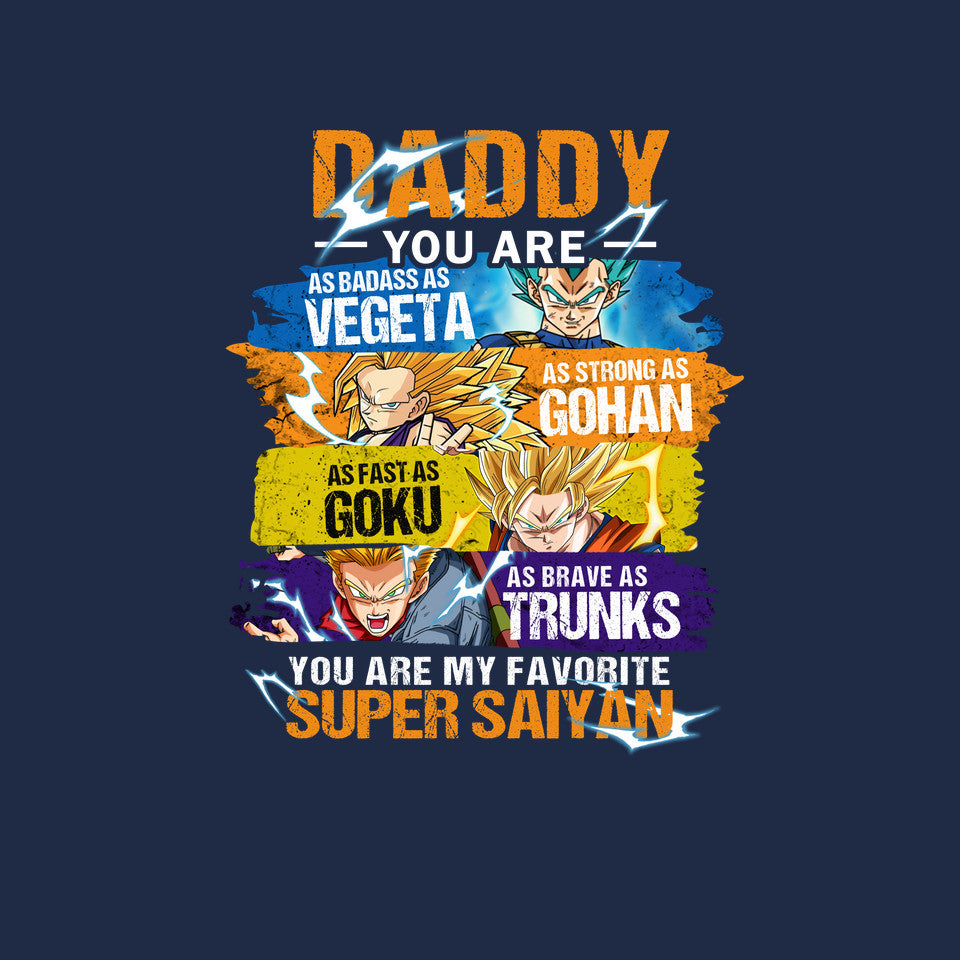 DADDY
YOU ARE
AS BADASS AS
VEGETA
AS STRONG AS
GOHAN
AS FAST AS
GOKU
AS BRAVE AS
TRUNKS
YOU ARE MY FAVORITE
SUPER SAIYAN